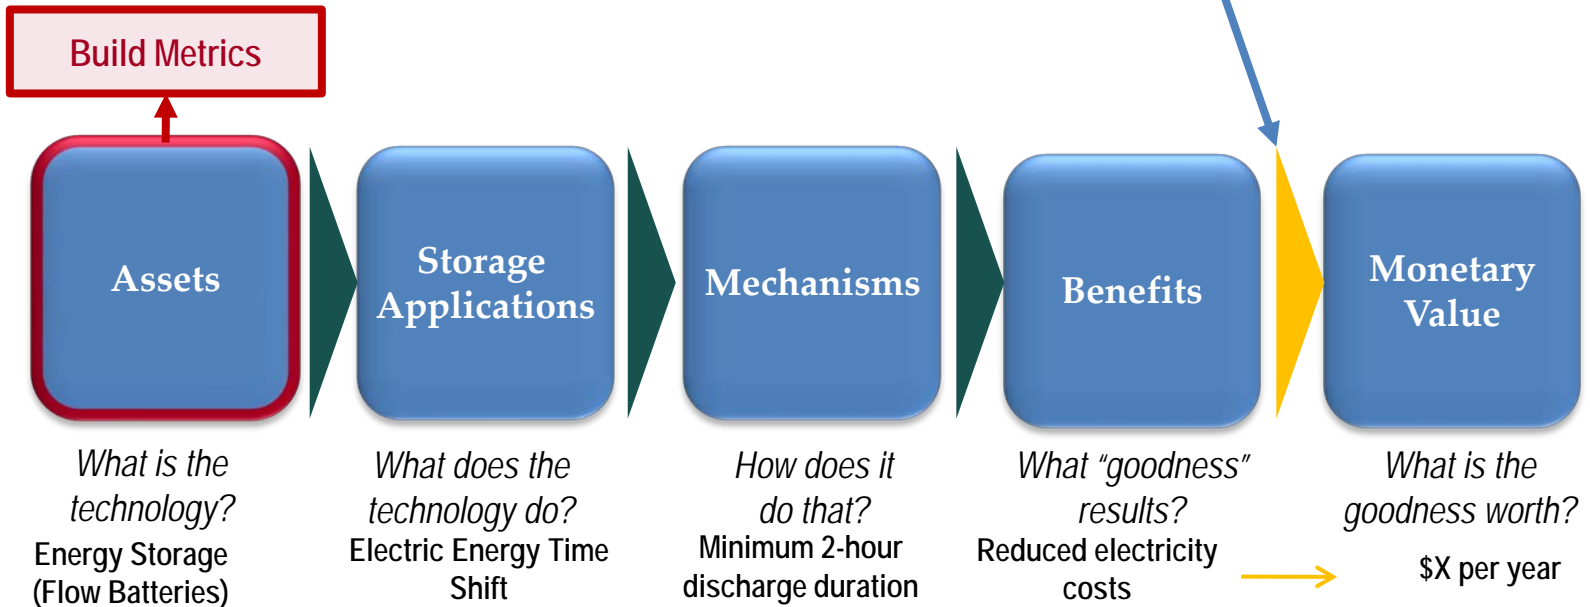 Build Metrics
Assets
Storage
Applications
Mechanisms
Benefits
Monetary
Value
What is the
technology?
Energy Storage
(Flow Batteries)
What does the
technology do?
Electric Energy Time
Shift
How does it
do that?
Minimum 2-hour
discharge duration
What “goodness”
results?
Reduced electricity
costs
What is the
goodness worth?
$X per year